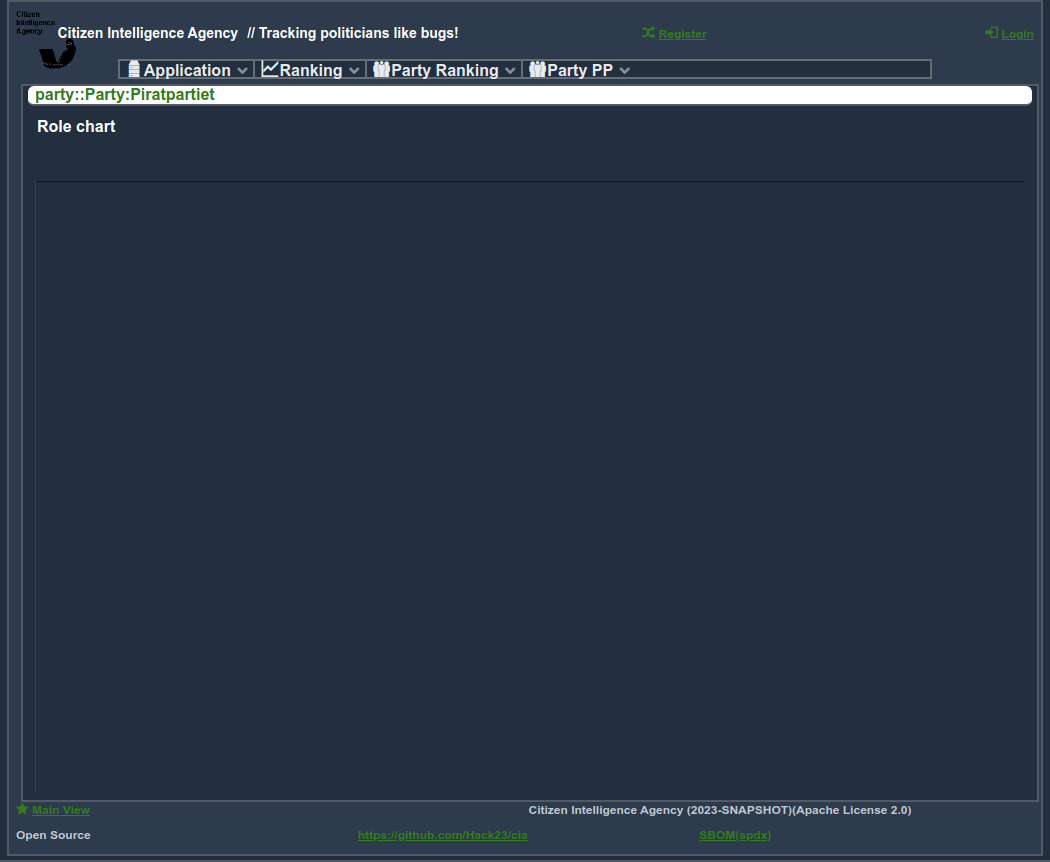 Citizen
Intelligence
Agency
Citizen Intelligence Agency // Tracking politicians like bugs!
Register
Login
Application
Ranking
Party Ranking
Party PP
party::Party:Piratpartiet
Role chart
Main View
Citizen Intelligence Agency (2023-SNAPSHOT)(Apache License 2.0)
Open Source
https://github.com/Hack23/cia
SBOM(spdx)